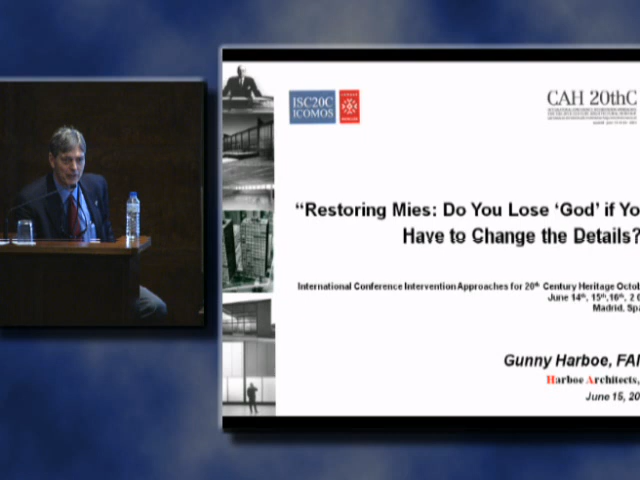 ISC20C
ICOMOS
CAH 20thC
“Restoring Mies: Do You Lose ‘God’ if Yo
Have to Change the Details?
International Conference Intervention Approaches for 20th Century Heritage Octob
June 14th, 15th,16th, 2 0
Madrid, Spa
Gunny Harboe, FAI
Harboe Architects,
June 15, 20